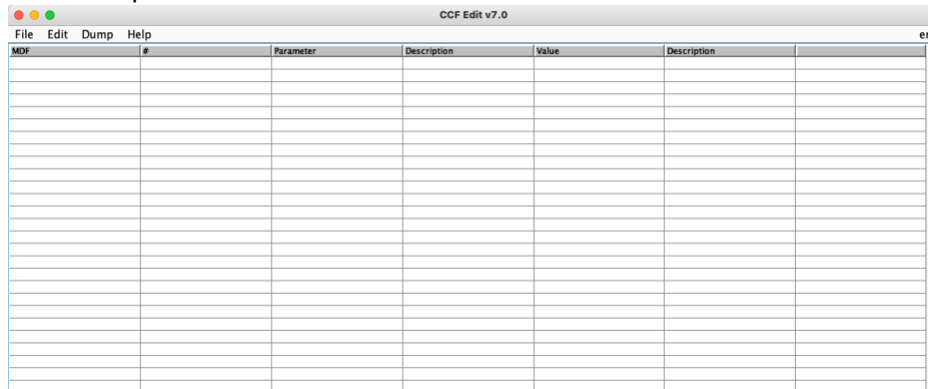 CCF Edit v7.0
File Edit Dump Help
MDF # Parameter Description Value Description